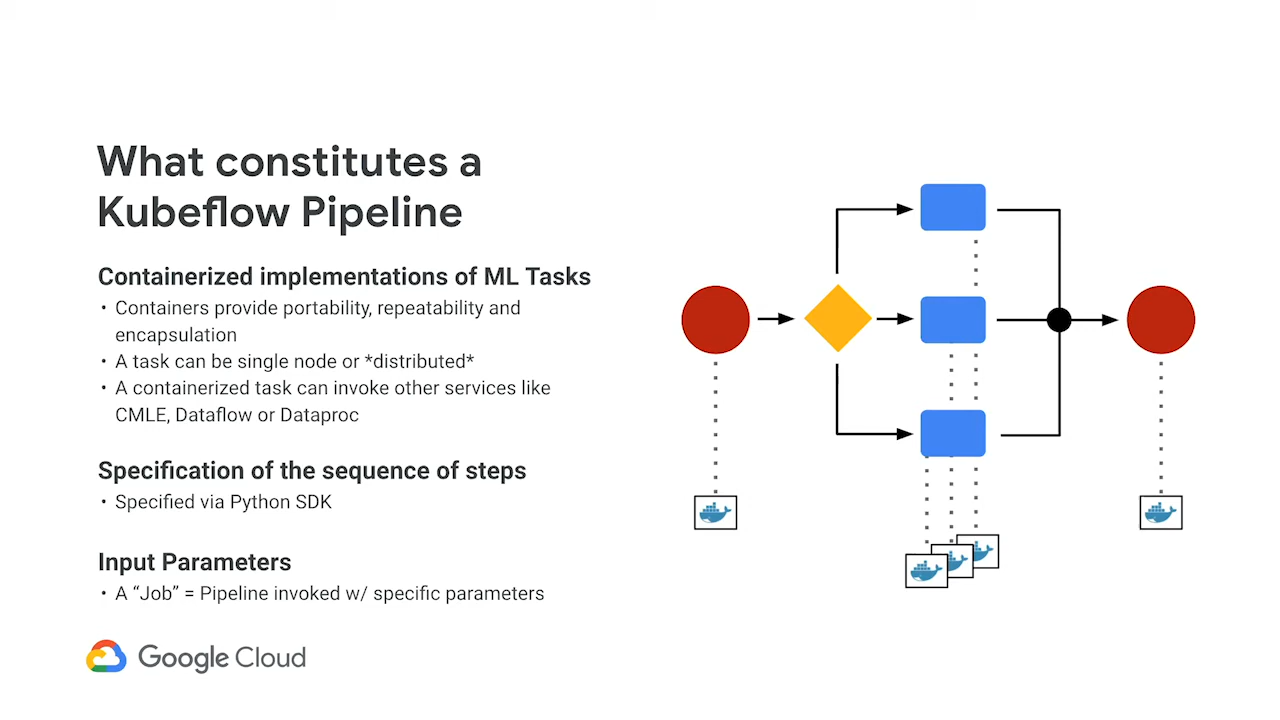 What constitutes a
Kubeflow Pipeline
Containerized implementations of ML Tasks
• Containers provide portability, repeatability and
encapsulation
• A task can be single node or *distributed*
• A containerized task can invoke other services like
CMLE, Dataflow or Dataproc
Specification of the sequence of steps
• Specified via Python SDK
Input Parameters
• A “Job” = Pipeline invoked w/ specific parameters
Google Cloud